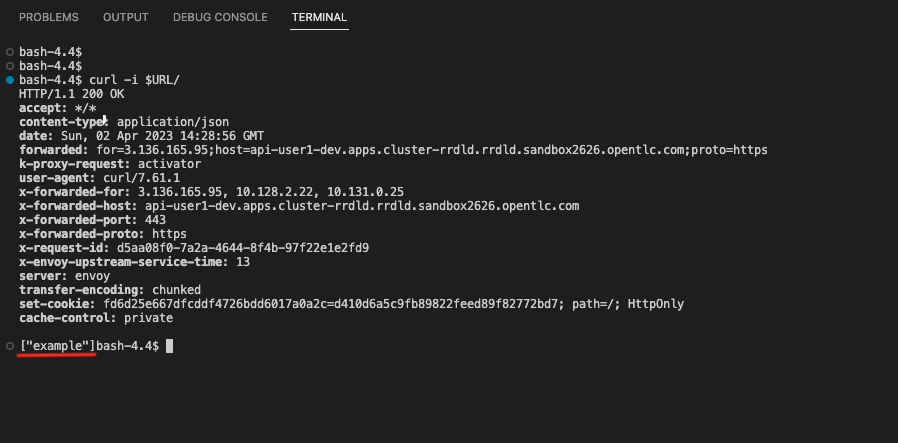 PROBLEMS OUTPUT DEBUG CONSOLE TERMINAL
bash-4.4$
bash-4.4$
bash-4.4$ curl -i $URL/
HTTP/1.1 200 OK
accept: */*
content-type: application/json
date: Sun, 02 Apr 2023 14:28:56 GMT
forwarded: for=3.136.165.95;host=api-user1-dev.apps.cluster-rrdld.rrdld.sandbox2626.opentlc.com;proto=https
k-proxy-request: activator
user-agent: curl/7.61.1
x-forwarded-for: 3.136.165.95, 10.128.2.22, 10.131.0.25
x-forwarded-host: api-user1-dev.apps.cluster-rrdld.rrdld.sandbox2626.opentlc.com
x-forwarded-port: 443
x-forwarded-proto: https
x-request-id: d5aa08f0-7a2a-4644-8f4b-97f22e1e2fd9
x-envoy-upstream-service-time: 13
server: envoy
transfer-encoding: chunked
set-cookie: fd6d25e667dfcddf4726bdd6017a0a2c=d410d6a5c9fb89822feed89f82772bd7; path=/; HttpOnly
cache-control: private
["example"]bash-4.4$